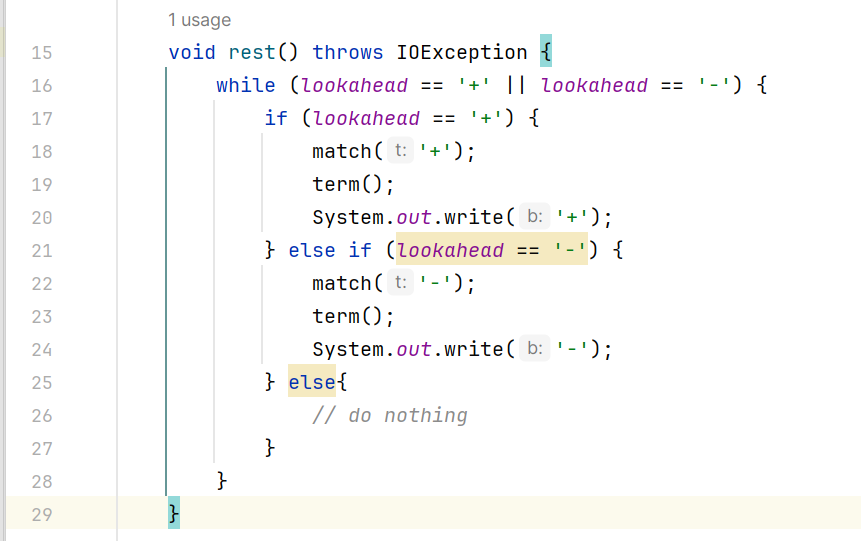 1 usage
15 void rest() throws IOException {
16 while (lookahead == '+' || lookahead == '-') {
17 if (lookahead == '+') {
18 match( t: '+');
19 term();
20 System.out.write( b: '+');
21 } else if (lookahead == '-') {
22 match( t: '-');
23 term();
24 System.out.write( b: '-');
25 } else{
26 // do nothing
27 }
28 }
29 }